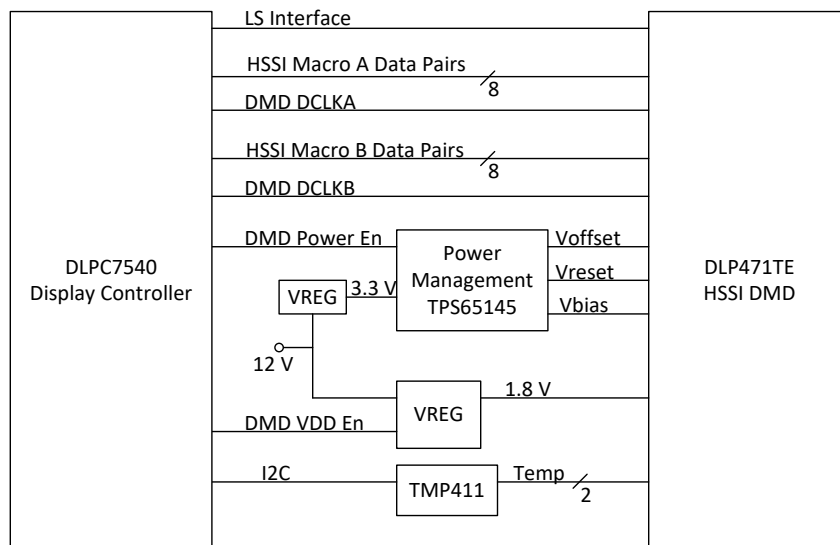 LS Interface
HSSI Macro A Data Pairs
8
DMD DCLKA
HSSI Macro B Data Pairs
8
DMD DCLKB
DMD Power En
Power
Management
TPS65145
Voffset
Vreset
Vbias
DLPC7540
Display Controller
DLP471TE
HSSI DMD
VREG
3.3 V
12 V
VREG
1.8 V
DMD VDD En
I2C
TMP411
Temp
2